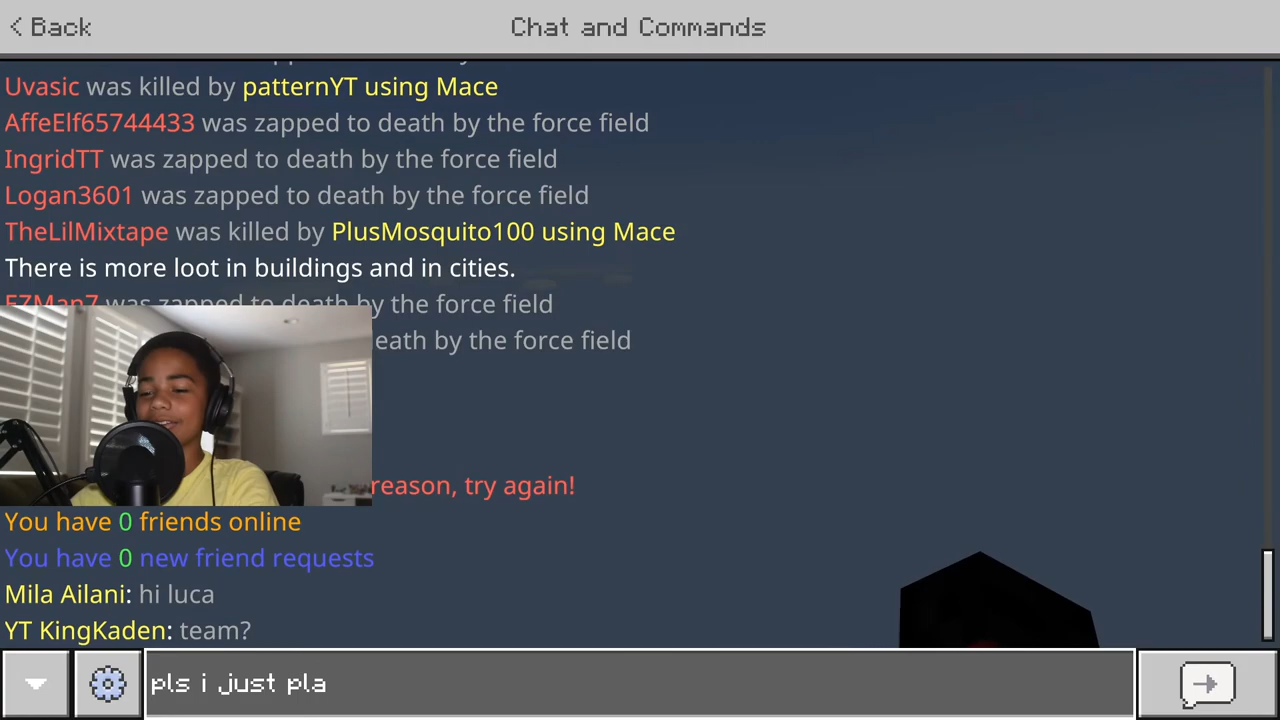 < Back
Chat and Commands
Uvasic was killed by patternYT using Mace
AffeElf65744433 was zapped to death by the force field
IngridTT was zapped to death by the force field
Logan3601 was zapped to death by the force field
TheLilMixtape was killed by PlusMosquito100 using Mace
There is more loot in buildings and in cities.
EZMan7 was zapped to death by the force field
eath by the force field
reason, try again!
You have 0 friends online
You have 0 new friend requests
Mila Ailani: hi luca
YT KingKaden: team?
pls i just pla